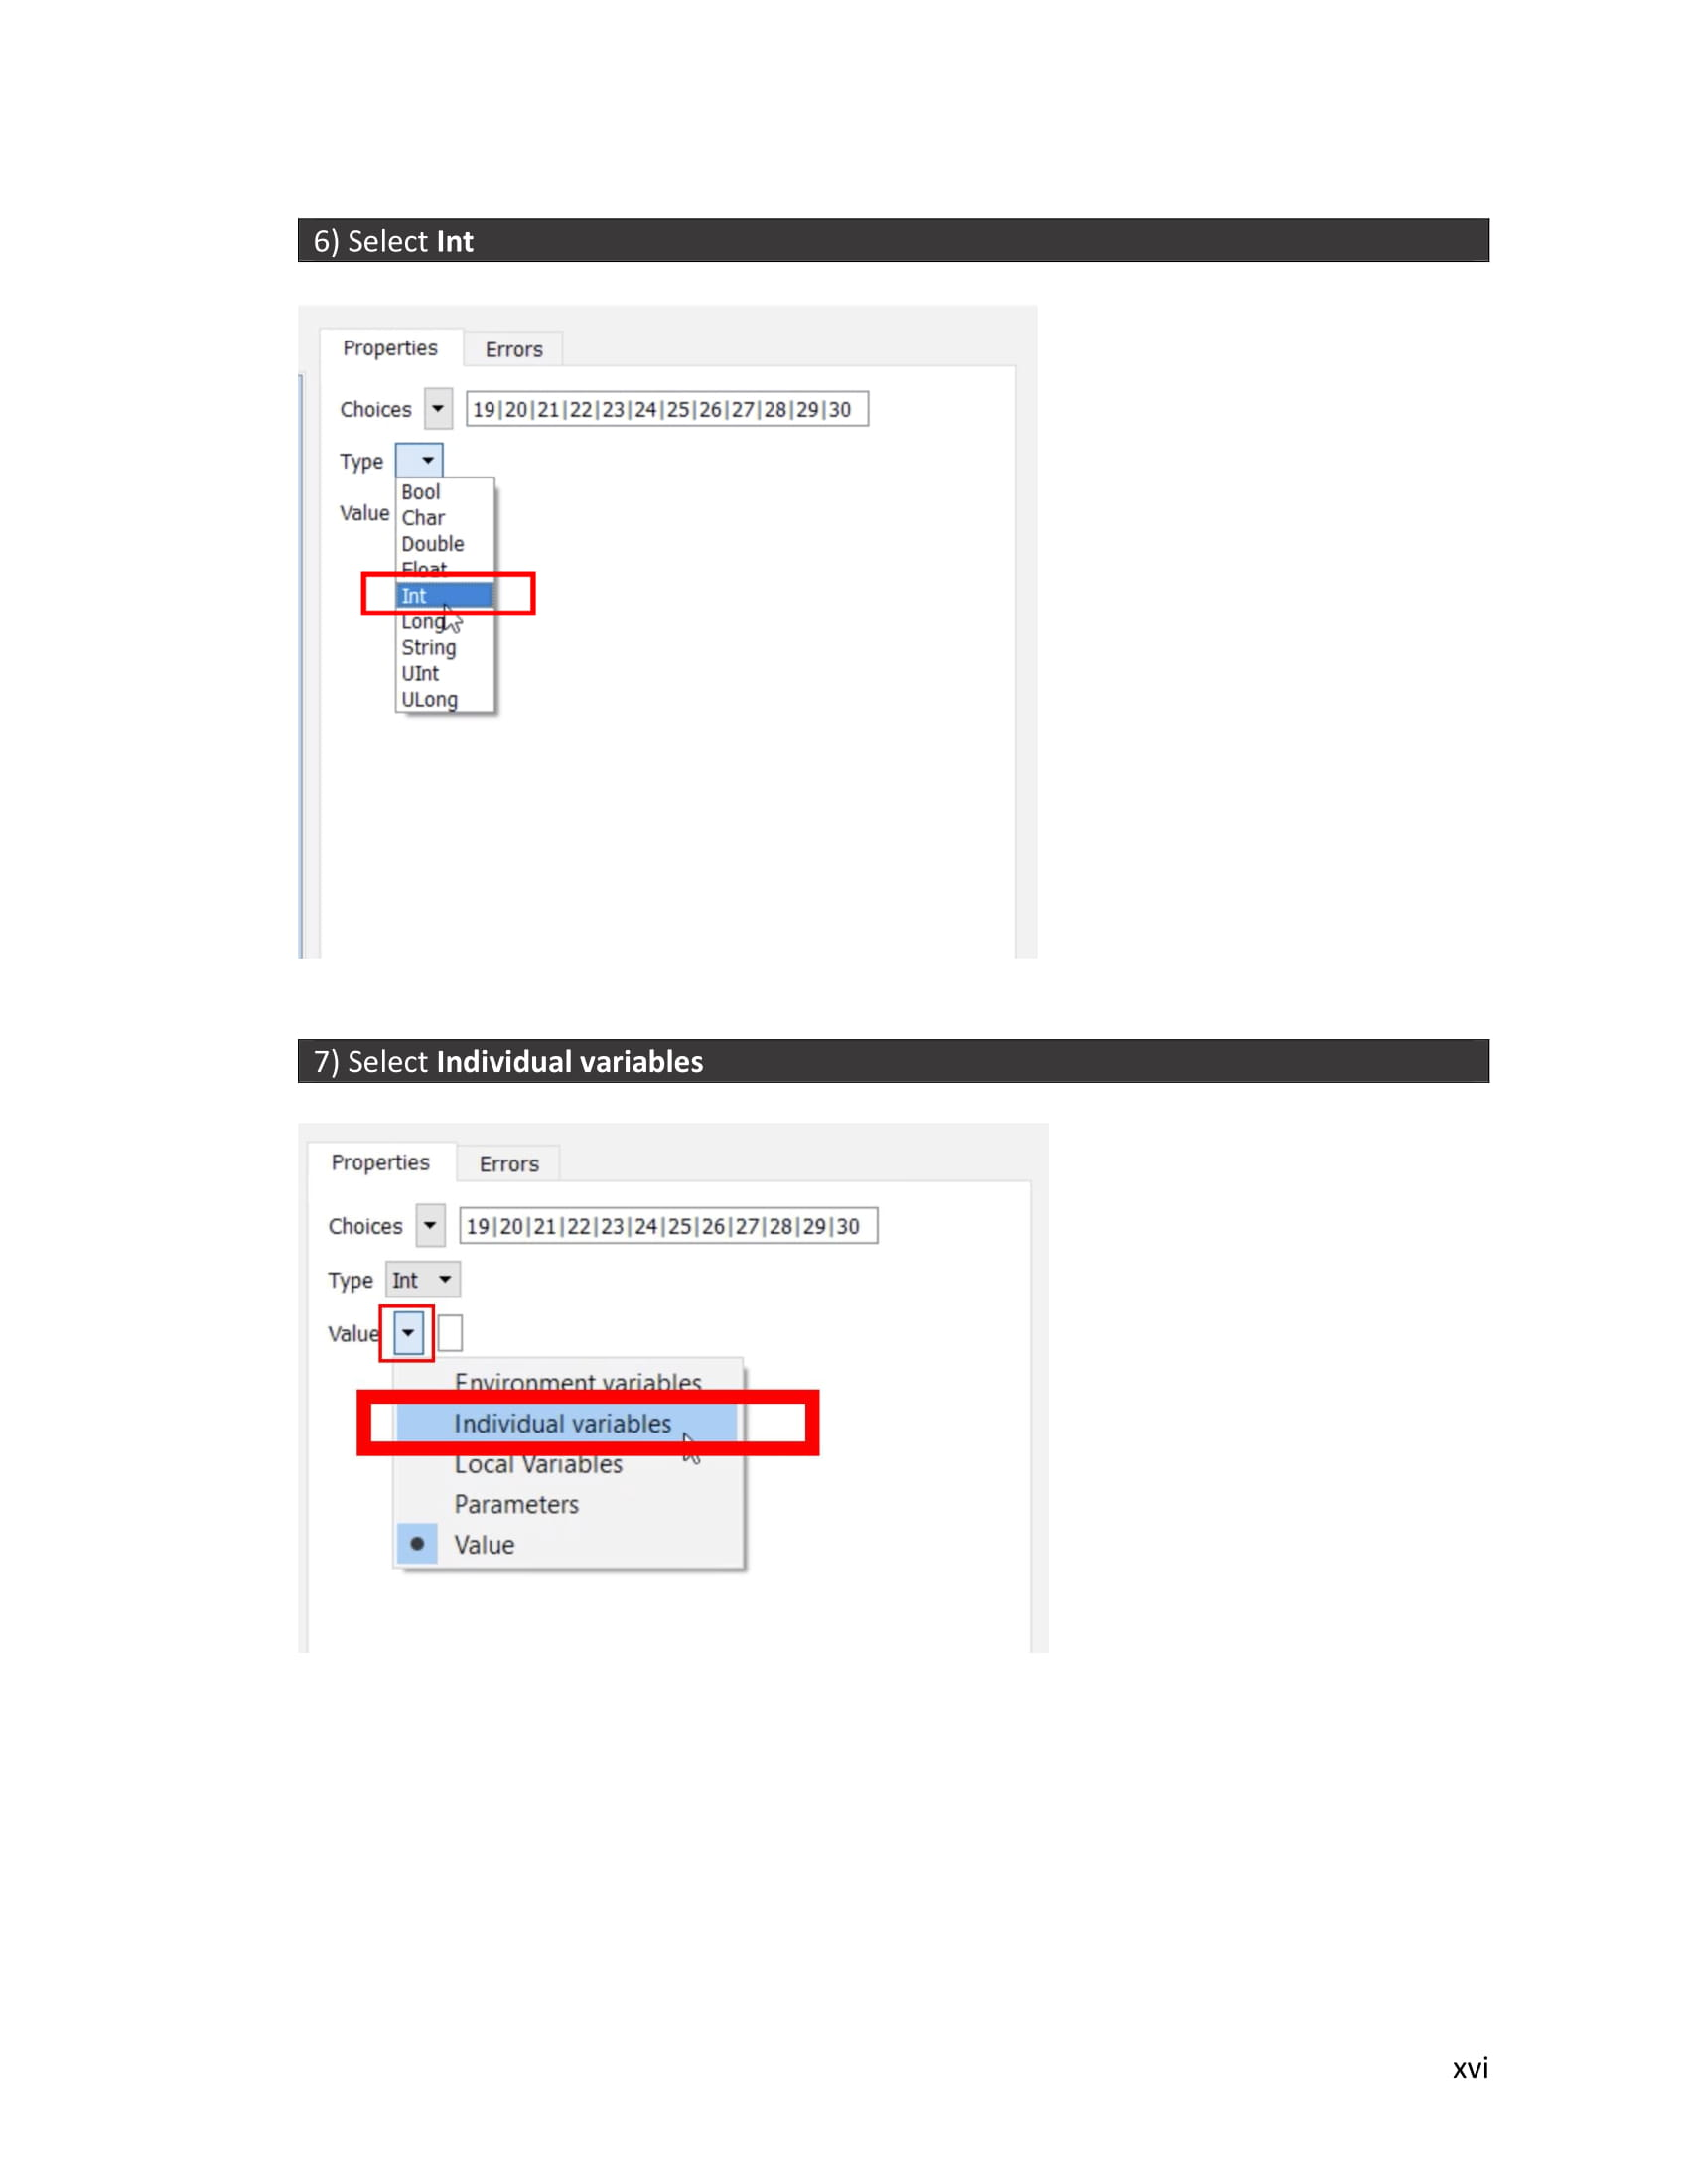 6) Select Int
Properties Errors
Choices 19|20|21|22|23|24|25|26|27|28|29|30
Type
Bool
Value Char
Double
Float
Int
Long
String
UInt
ULong
7) Select Individual variables
Properties Errors
Choices 19|20|21|22|23|24|25|26|27|28|29|30
Type Int
Value
Environment variables
Individual variables
Local Variables
Parameters
Value
xvi